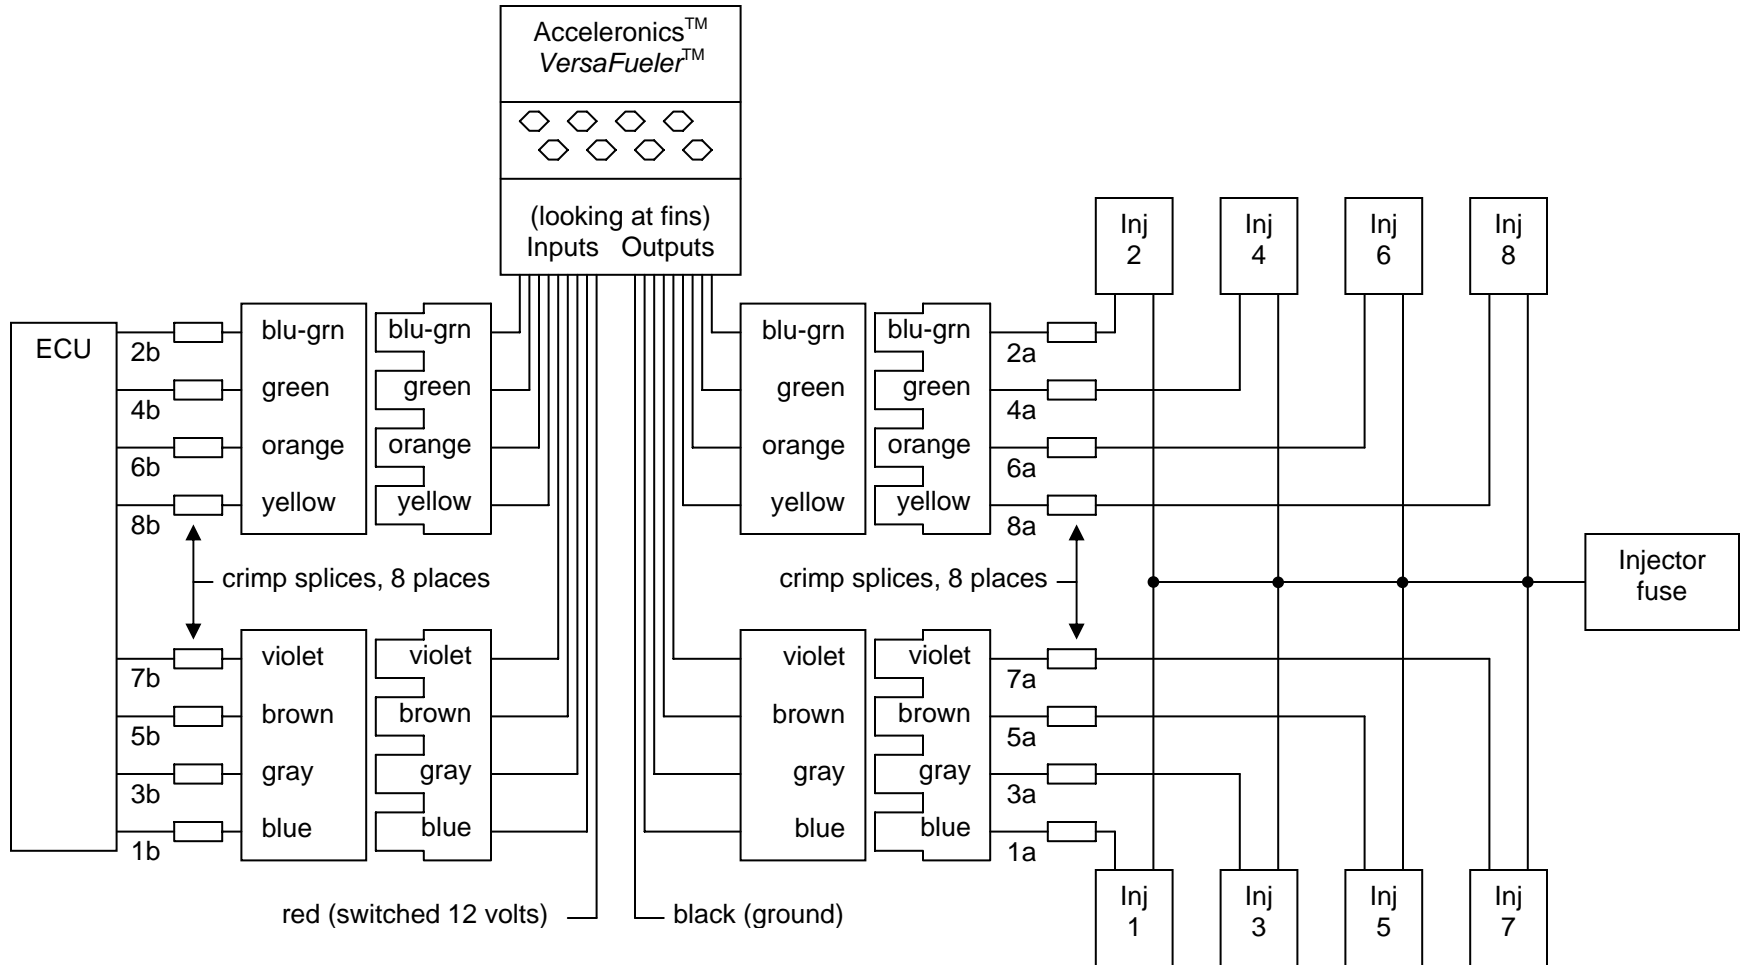 Acceleronics™
VersaFueler™
(looking at fins)
Inputs Outputs
Inj
2
Inj
4
Inj
6
Inj
8
ECU
2b
4b
6b
8b
7b
5b
3b
1b
blu-grn
green
orange
yellow
blu-grn
green
orange
yellow
crimp splices, 8 places
violet
brown
gray
blue
violet
brown
gray
blue
red (switched 12 volts)
black (ground)
blu-grn
green
orange
yellow
blu-grn
green
orange
yellow
2a
4a
6a
8a
crimp splices, 8 places
violet
brown
gray
blue
violet
brown
gray
blue
7a
5a
3a
1a
Injector
fuse
Inj
1
Inj
3
Inj
5
Inj
7